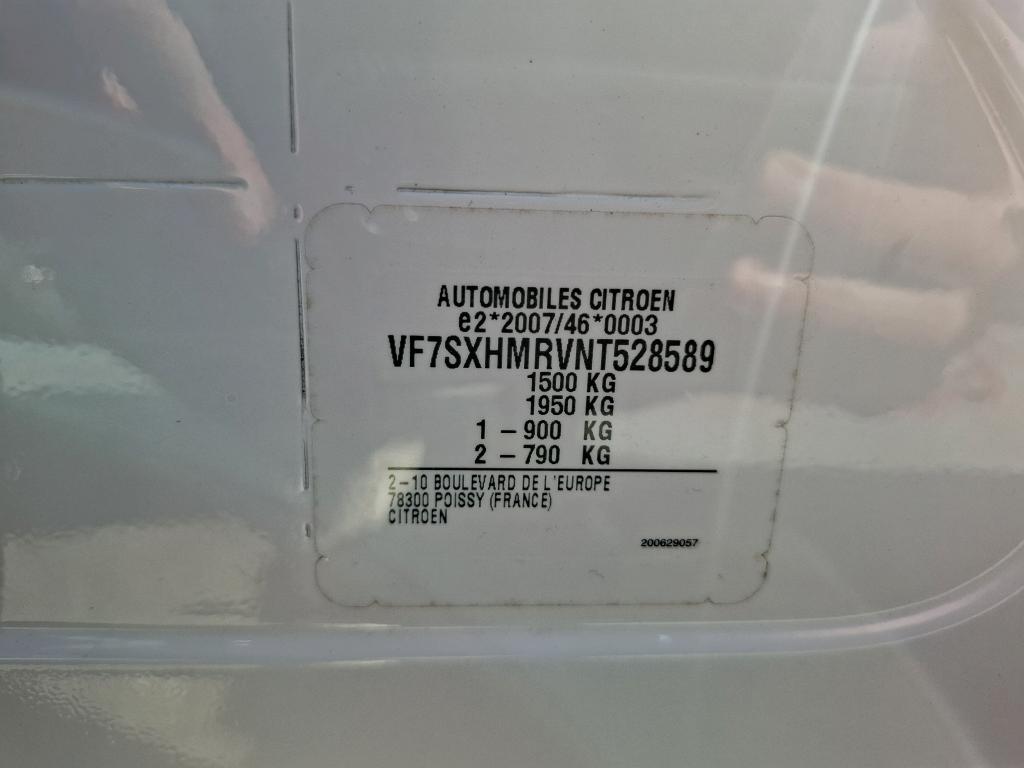 AUTOMOBILES CITROEN
e2*2007/46*0003
VF7SXHMRVNT528589
1500 KG
1950 KG
1 – 900 KG
2 – 790 KG
2–10 BOULEVARD DE L'EUROPE
78300 POISSY (FRANCE)
CITROEN
200629057